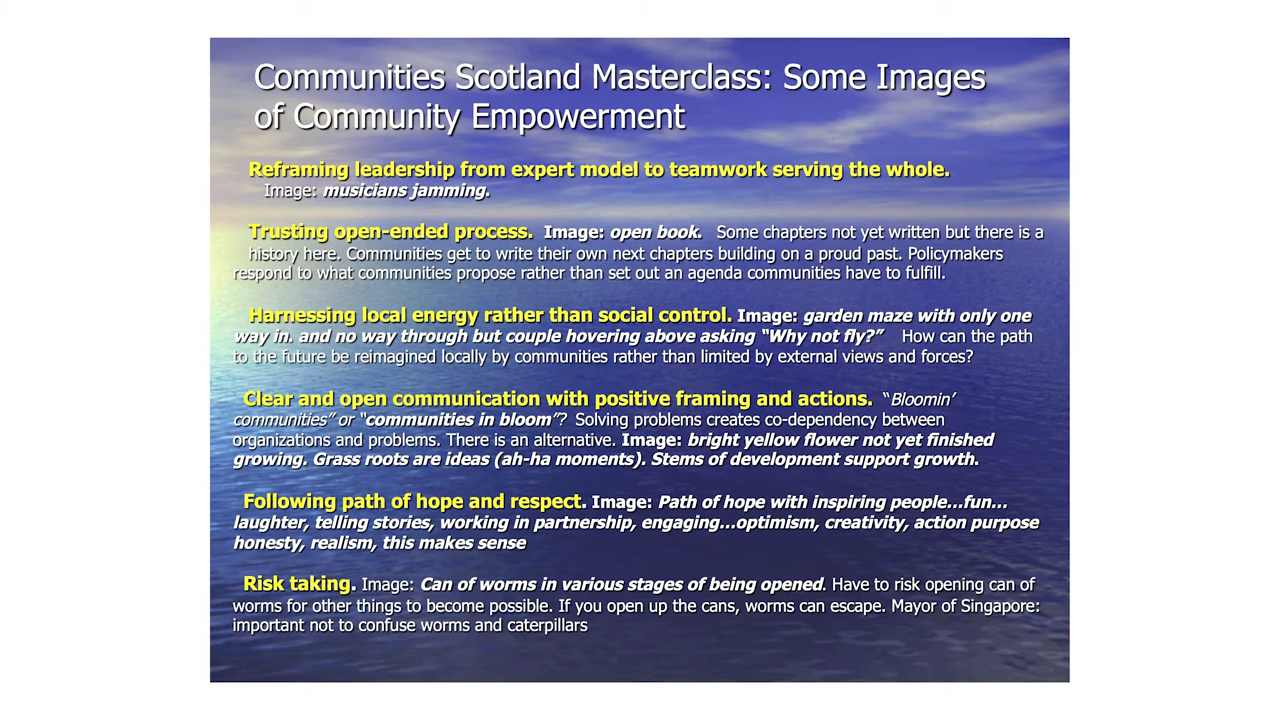 Communities Scotland Masterclass: Some Images
of Community Empowerment
Reframing leadership from expert model to teamwork serving the whole.
Image: musicians jamming.
Trusting open-ended process. Image: open book. Some chapters not yet written but there is a
history here. Communities get to write their own next chapters building on a proud past. Policymakers
respond to what communities propose rather than set out an agenda communities have to fulfill.
Harnessing local energy rather than social control. Image: garden maze with only one
way in. and no way through but couple hovering above asking “Why not fly?” How can the path
to the future be reimagined locally by communities rather than limited by external views and forces?
Clear and open communication with positive framing and actions. “Bloomin’
communities” or “communities in bloom”? Solving problems creates co-dependency between
organizations and problems. There is an alternative. Image: bright yellow flower not yet finished
growing. Grass roots are ideas (ah-ha moments). Stems of development support growth.
Following path of hope and respect. Image: Path of hope with inspiring people...fun...
laughter, telling stories, working in partnership, engaging...optimism, creativity, action purpose
honesty, realism, this makes sense
Risk taking. Image: Can of worms in various stages of being opened. Have to risk opening can of
worms for other things to become possible. If you open up the cans, worms can escape. Mayor of Singapore:
important not to confuse worms and caterpillars